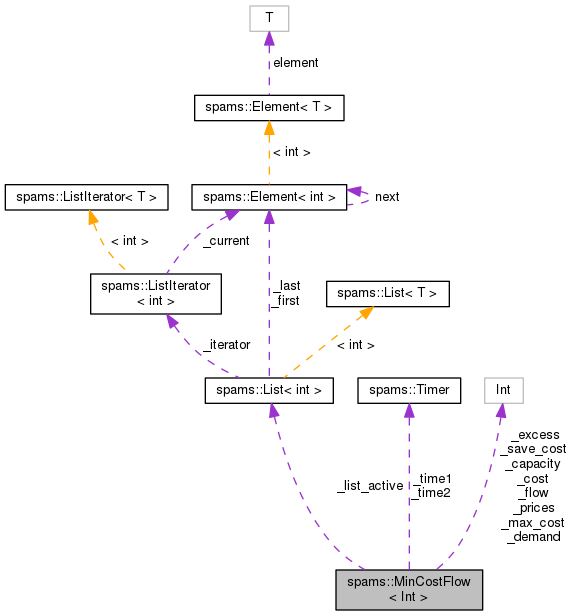 T
element
spams::Element< T >
< int >
spams::ListIterator< T >
spams::Element< int >
next
< int >
_current
spams::ListIterator
< int >
_last
_first
spams::List< T >
_iterator
< int >
spams::List< int >
spams::Timer
Int
_excess
_save_cost
_capacity
_cost
_flow
_prices
_max_cost
_demand
_list_active
_time1
_time2
spams::MinCostFlow
< Int >